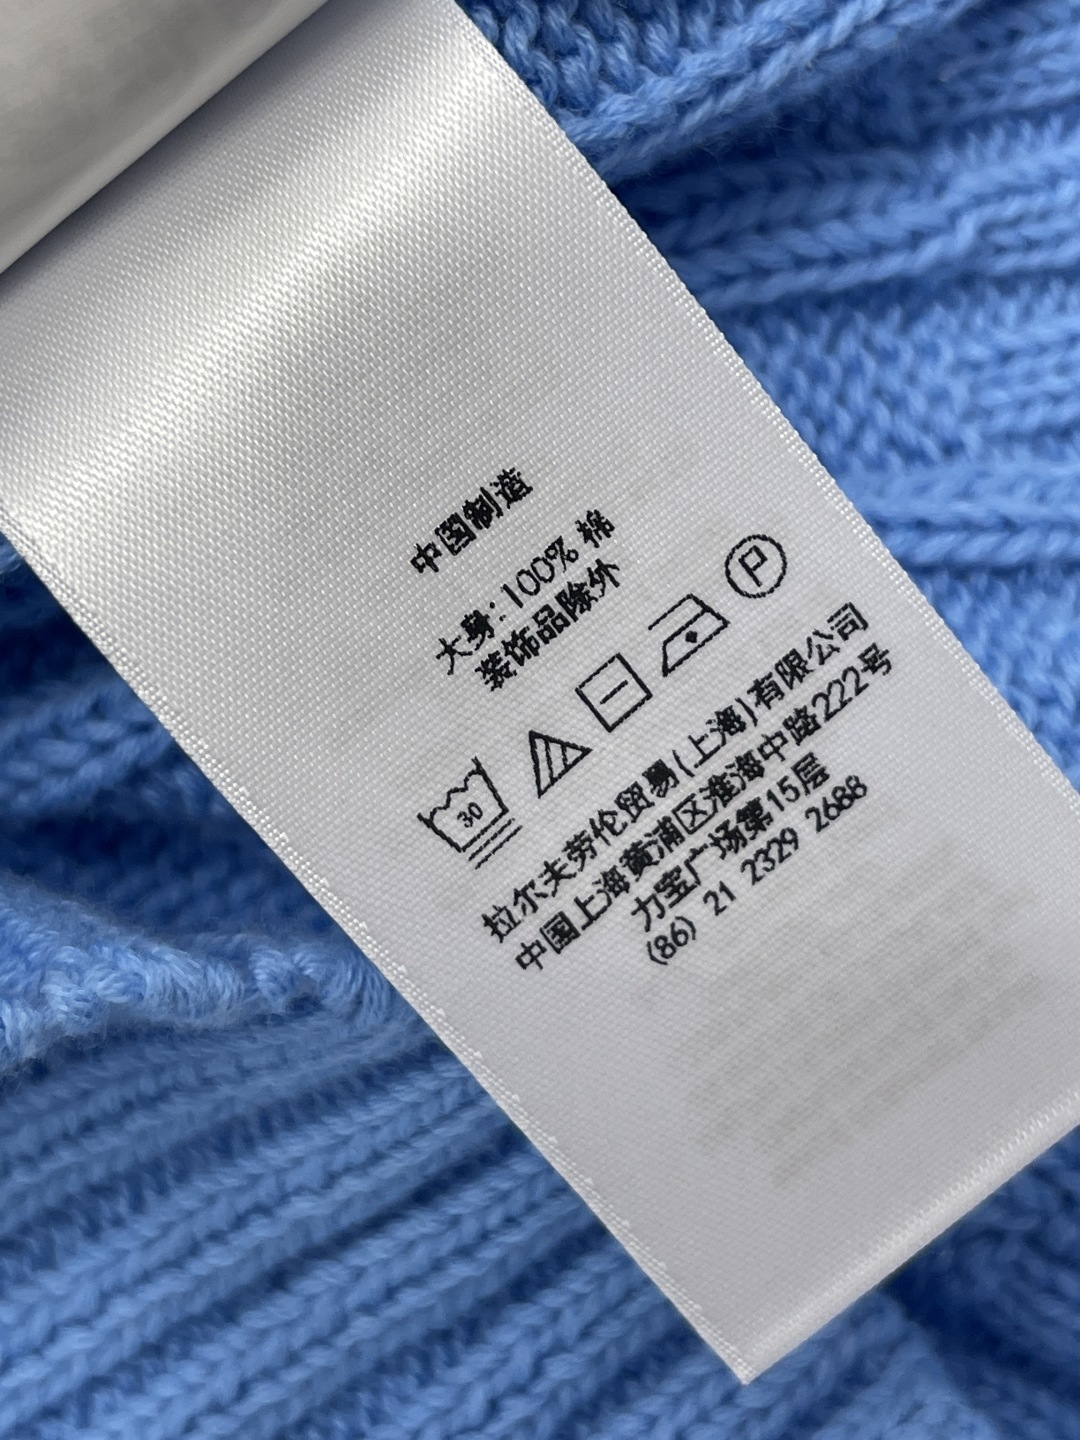 中国制造
大身:100% 棉
装饰品除外
30
P
拉尔夫劳伦贸易(上海)有限公司
中国上海黄浦区淮海中路222号
力宝广场第15层
(86) 21 2329 2688